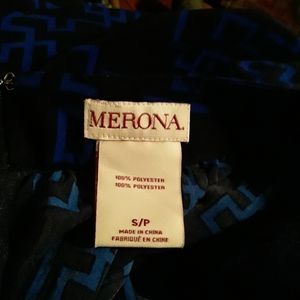 MERONA.
100% POLYESTER
100% POLYESTER
S/P
MADE IN CHINA
FABRIQUÉ EN CHINE